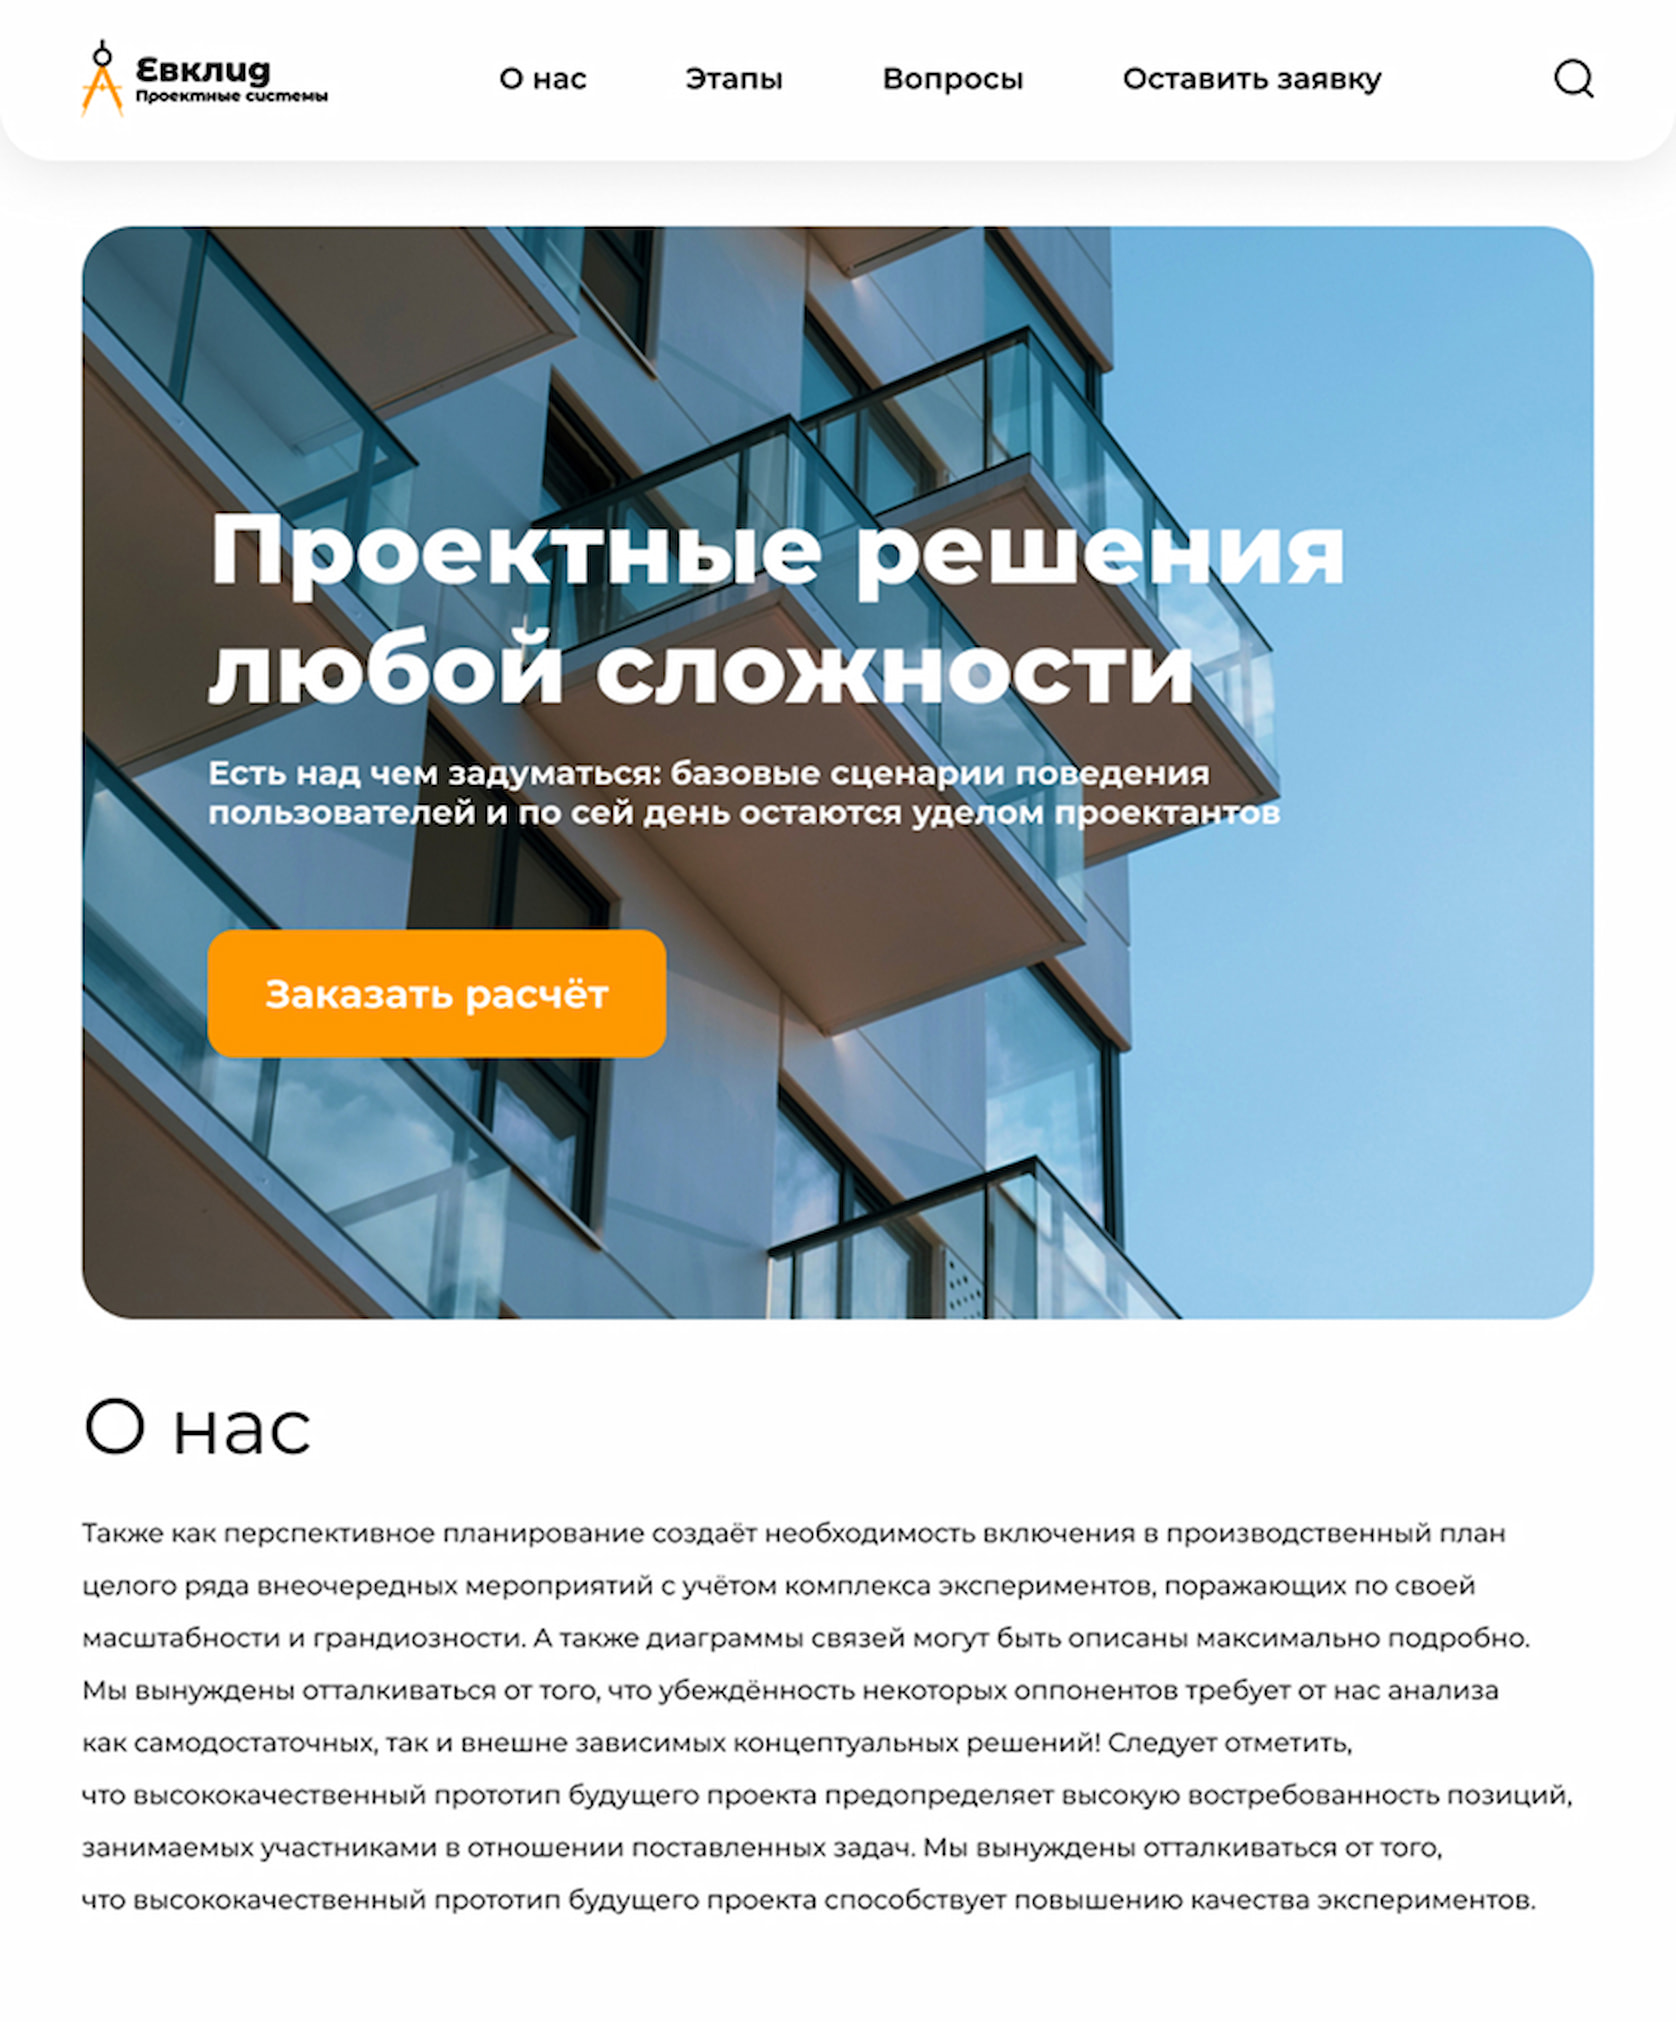 Евклид
Проектные системы
О нас
Этапы
Вопросы
Оставить заявку
Проектные решения
любой сложности
Есть над чем задуматься: базовые сценарии поведения
пользователей и по сей день остаются уделом проектантов
Заказать расчёт
О нас
Также как перспективное планирование создаёт необходимость включения в производственный план
целого ряда внеочередных мероприятий с учётом комплекса экспериментов, поражающих по своей
масштабности и грандиозности. А также диаграммы связей могут быть описаны максимально подробно.
Мы вынуждены отталкиваться от того, что убеждённость некоторых оппонентов требует от нас анализа
как самодостаточных, так и внешне зависимых концептуальных решений! Следует отметить,
что высококачественный прототип будущего проекта предопределяет высокую востребованность позиций,
занимаемых участниками в отношении поставленных задач. Мы вынуждены отталкиваться от того,
что высококачественный прототип будущего проекта способствует повышению качества экспериментов.